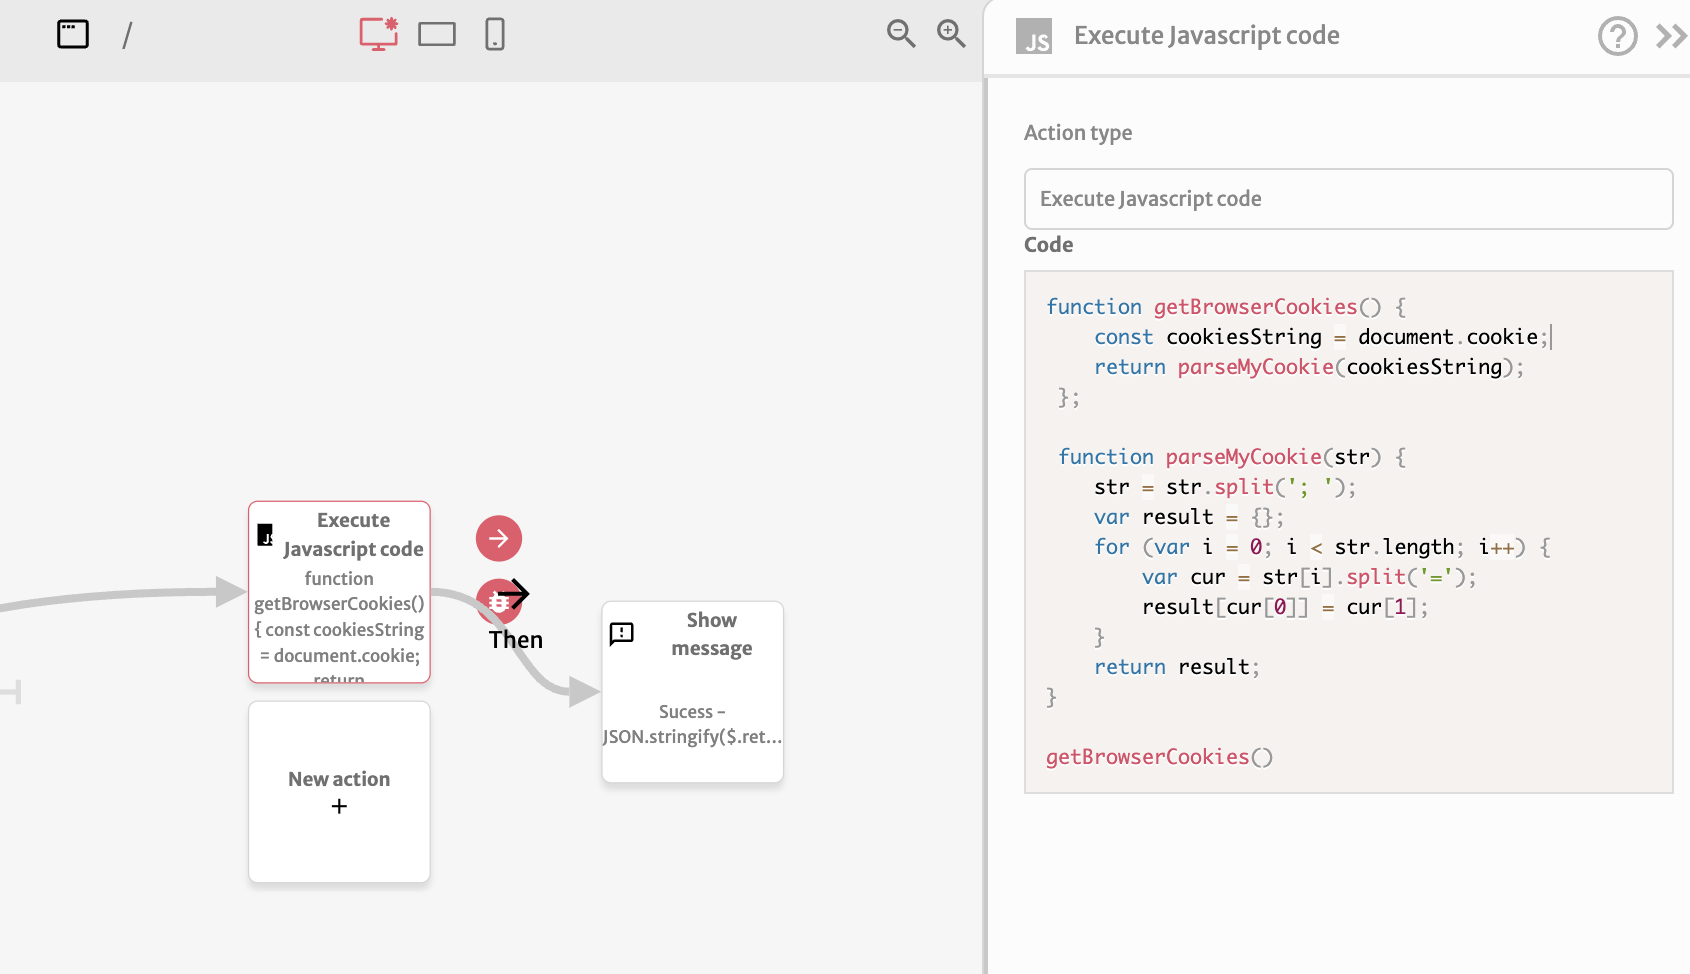 /
JS
Execute Javascript code
Action type
Execute Javascript code
Code
function getBrowserCookies() {
    const cookiesString = document.cookie;
    return parseMyCookie(cookiesString);
 };
 function parseMyCookie(str) {
    str = str.split('; ');
    var result = {};
    for (var i = 0; i < str.length; i++) {
        var cur = str[i].split('=');
        result[cur[0]] = cur[1];
    }
    return result;
}
getBrowserCookies()
JS
Execute
Javascript code
function
getBrowserCookies()
{ const cookiesString
= document.cookie;
return
Then
Show
message
Sucess -
JSON.stringify($.ret...
New action
+